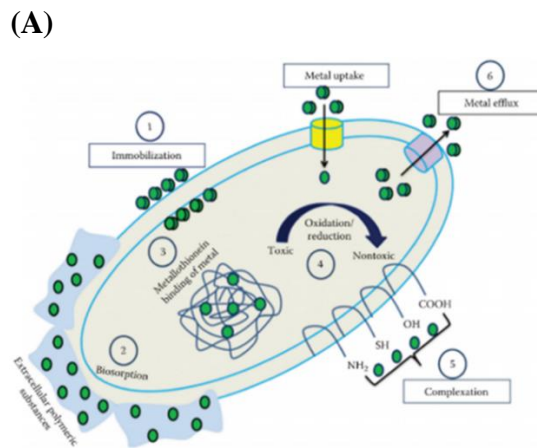 (A)
Metal uptake
6
Metal efflux
1
Immobilization
3
Metallothionein
binding of metal
Oxidation/
reduction
Toxic
Nontoxic
4
2
Biosorption
Extracellular polymeric
substances
COOH
OH
SH
NH2
5
Complexation